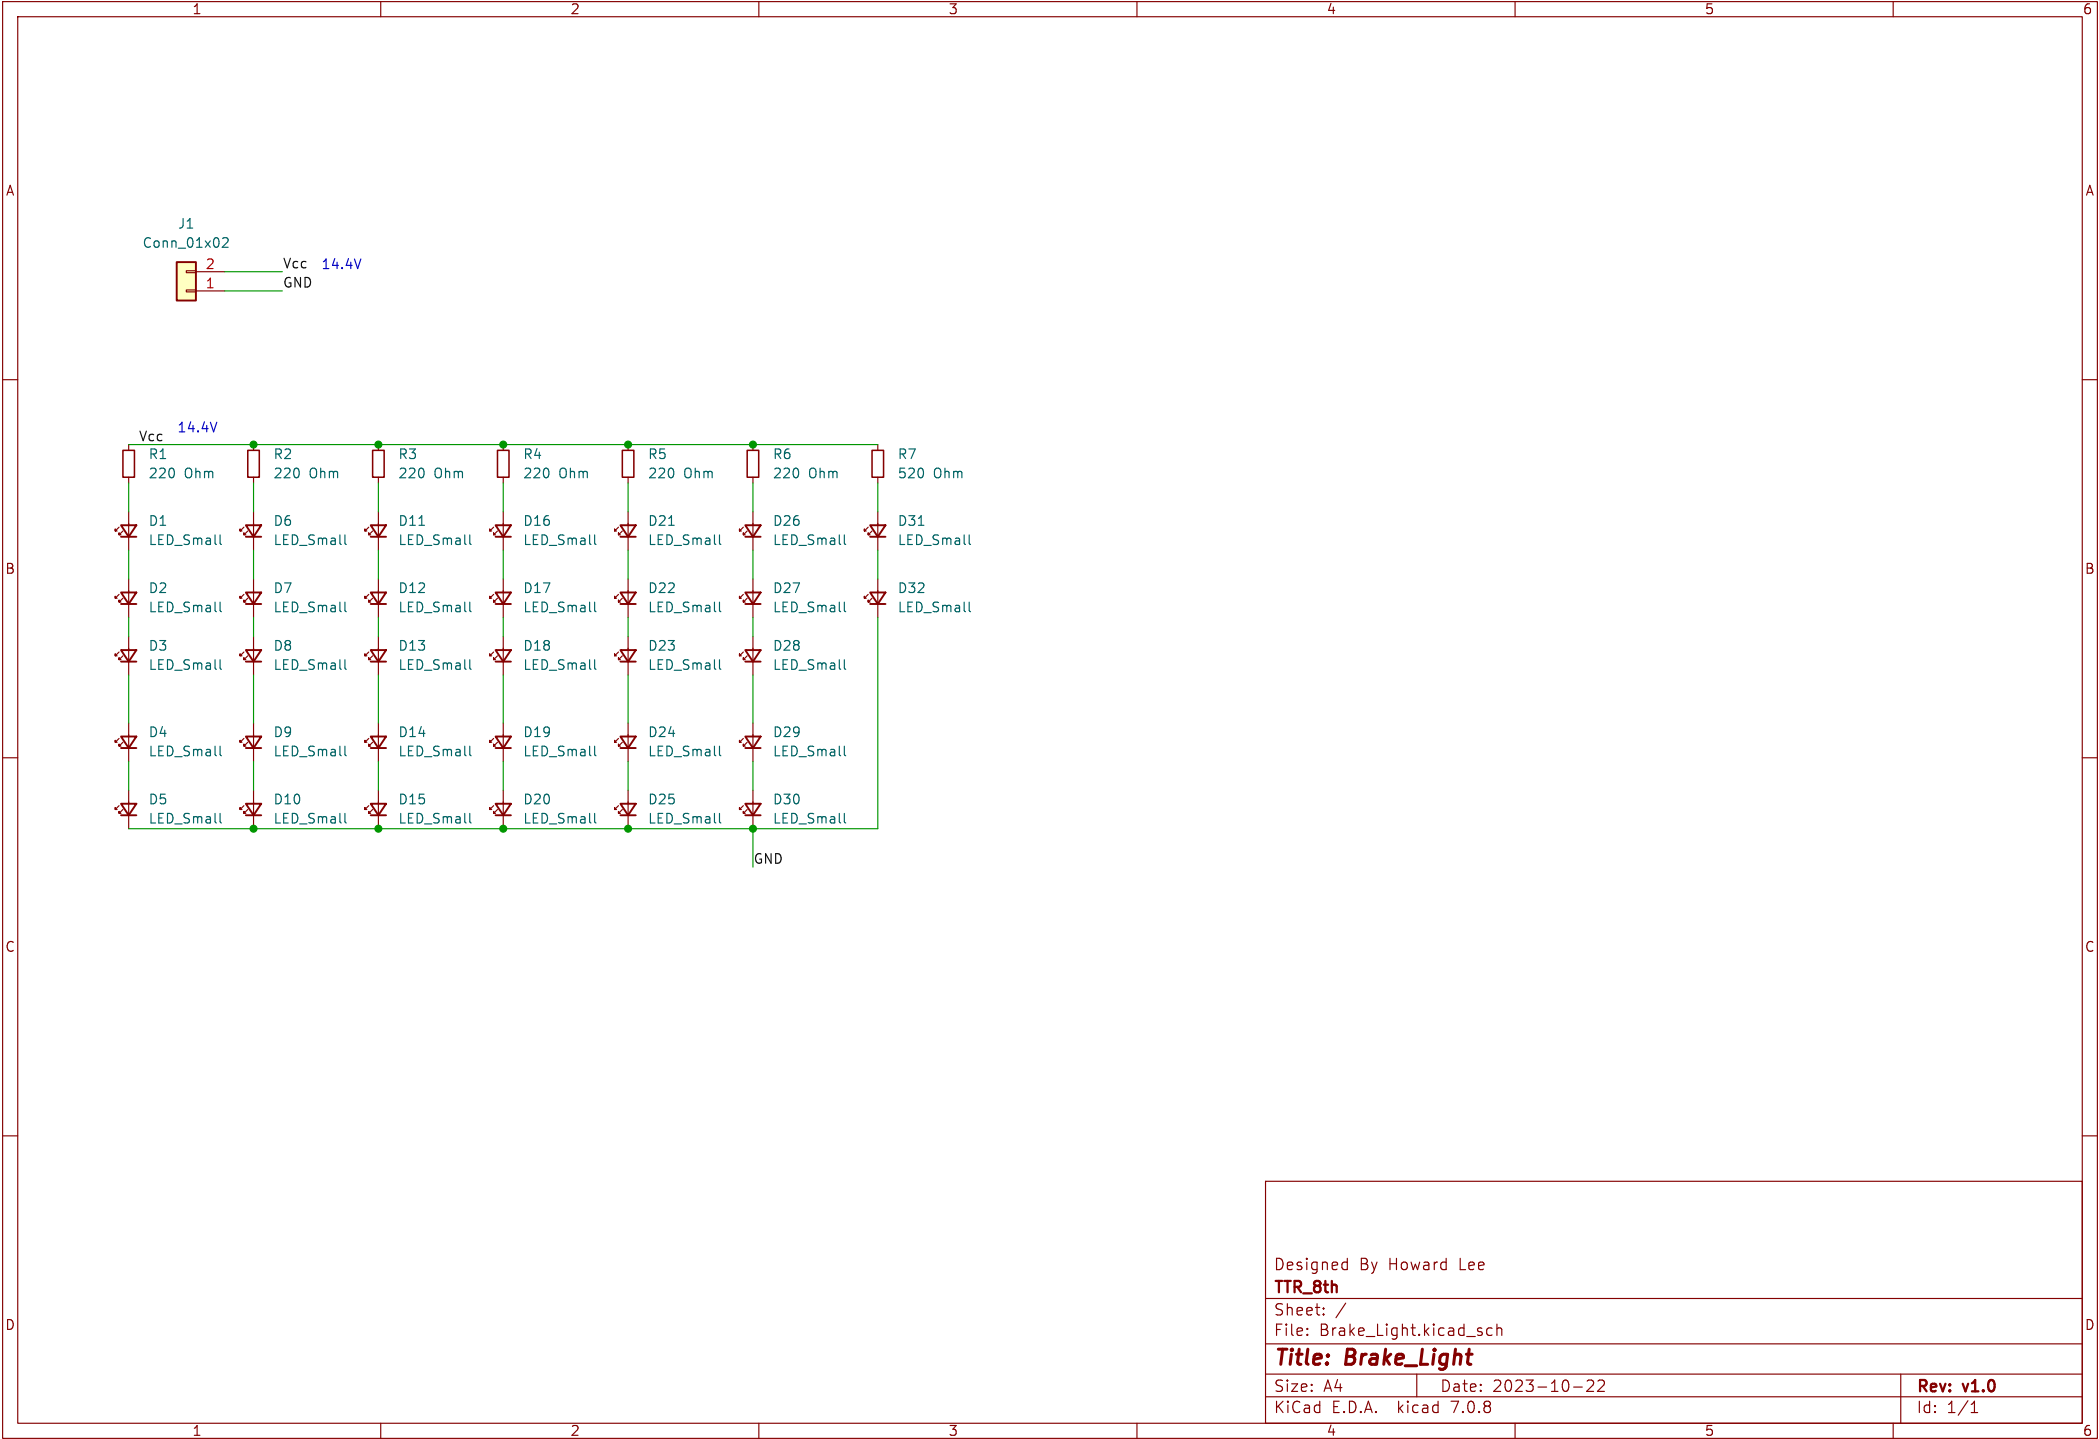 1 2 3 4 5 6
A A
J1
Conn_01x02
2 Vcc 14.4V
1 GND
Vcc 14.4V
R1 R2 R3 R4 R5 R6 R7
220 Ohm 220 Ohm 220 Ohm 220 Ohm 220 Ohm 220 Ohm 520 Ohm
D1 D6 D11 D16 D21 D26 D31
LED_Small LED_Small LED_Small LED_Small LED_Small LED_Small LED_Small
B B
D2 D7 D12 D17 D22 D27 D32
LED_Small LED_Small LED_Small LED_Small LED_Small LED_Small LED_Small
D3 D8 D13 D18 D23 D28
LED_Small LED_Small LED_Small LED_Small LED_Small LED_Small
D4 D9 D14 D19 D24 D29
LED_Small LED_Small LED_Small LED_Small LED_Small LED_Small
D5 D10 D15 D20 D25 D30
LED_Small LED_Small LED_Small LED_Small LED_Small LED_Small
GND
C C
Designed By Howard Lee
TTR_8th
Sheet: /
D D
File: Brake_Light.kicad_sch
Title: Brake_Light
Size: A4 Date: 2023-10-22 Rev: v1.0
KiCad E.D.A. kicad 7.0.8 Id: 1/1
1 2 3 4 5 6